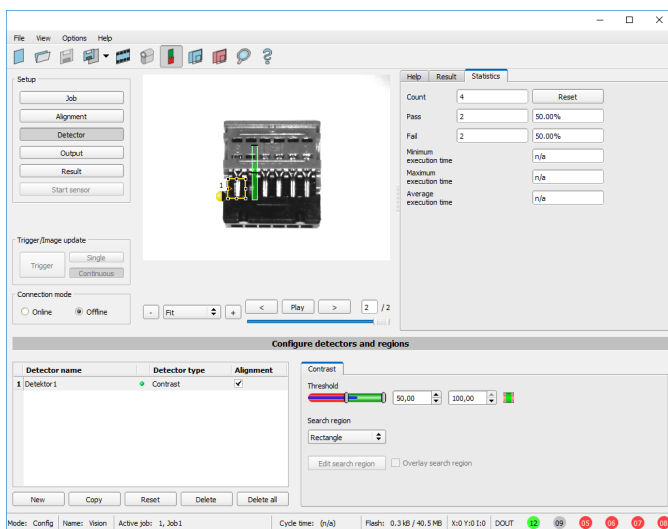 File View Options Help
Setup
Job
Alignment
Detector
Output
Result
Start sensor
Trigger/Image update
Trigger
Single
Continuous
Connection mode
Online Offline
1
- Fit + < Play > 2 / 2
Help Result Statistics
Count 4 Reset
Pass 2 50.00%
Fail 2 50.00%
Minimum
execution time n/a
Maximum
execution time n/a
Average
execution time n/a
Configure detectors and regions
Detector name Detector type Alignment
1 Detektor1 Contrast
New Copy Reset Delete Delete all
Contrast
Threshold
50,00 100,00
Search region
Rectangle
Edit search region Overlay search region
Mode: Config Name: Vision Active job: 1, Job1 Cycle time: (n/a) Flash: 0.3 kB / 40.5 MB X:0 Y:0 I:0 DOUT 12 09 05 06 07 08